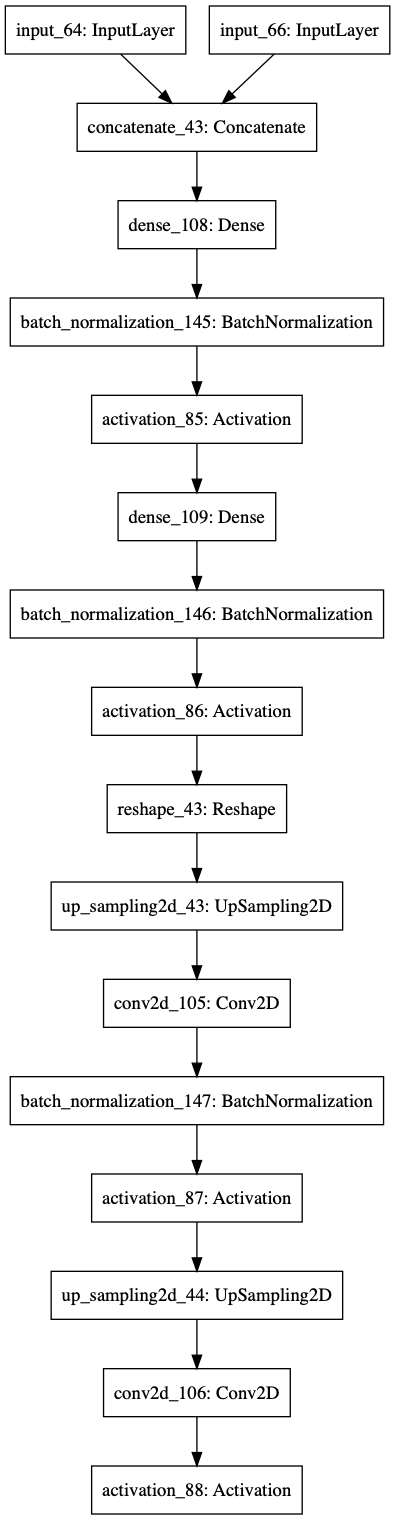 input_64: InputLayer
input_66: InputLayer
concatenate_43: Concatenate
dense_108: Dense
batch_normalization_145: BatchNormalization
activation_85: Activation
dense_109: Dense
batch_normalization_146: BatchNormalization
activation_86: Activation
reshape_43: Reshape
up_sampling2d_43: UpSampling2D
conv2d_105: Conv2D
batch_normalization_147: BatchNormalization
activation_87: Activation
up_sampling2d_44: UpSampling2D
conv2d_106: Conv2D
activation_88: Activation